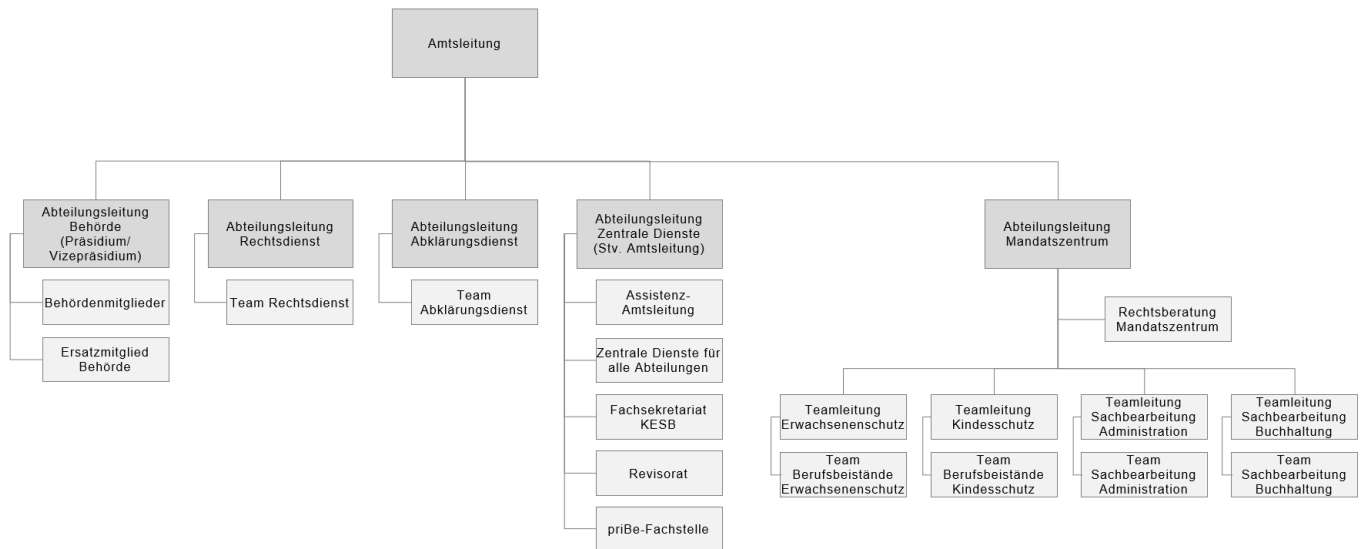 Amtsleitung
Abteilungsleitung
Behörde
(Präsidium/
Vizepräsidium)
Behördenmitglieder
Ersatzmitglied
Behörde
Abteilungsleitung
Rechtsdienst
Team Rechtsdienst
Abteilungsleitung
Abklärungsdienst
Team
Abklärungsdienst
Abteilungsleitung
Zentrale Dienste
(Stv. Amtsleitung)
Assistenz-
Amtsleitung
Zentrale Dienste für
alle Abteilungen
Fachsekretariat
KESB
Revisorat
priBe-Fachstelle
Abteilungsleitung
Mandatszentrum
Rechtsberatung
Mandatszentrum
Teamleitung
Erwachsenenschutz
Team
Berufsbeistände
Erwachsenenschutz
Teamleitung
Kindesschutz
Team
Berufsbeistände
Kindesschutz
Teamleitung
Sachbearbeitung
Administration
Team
Sachbearbeitung
Administration
Teamleitung
Sachbearbeitung
Buchhaltung
Team
Sachbearbeitung
Buchhaltung